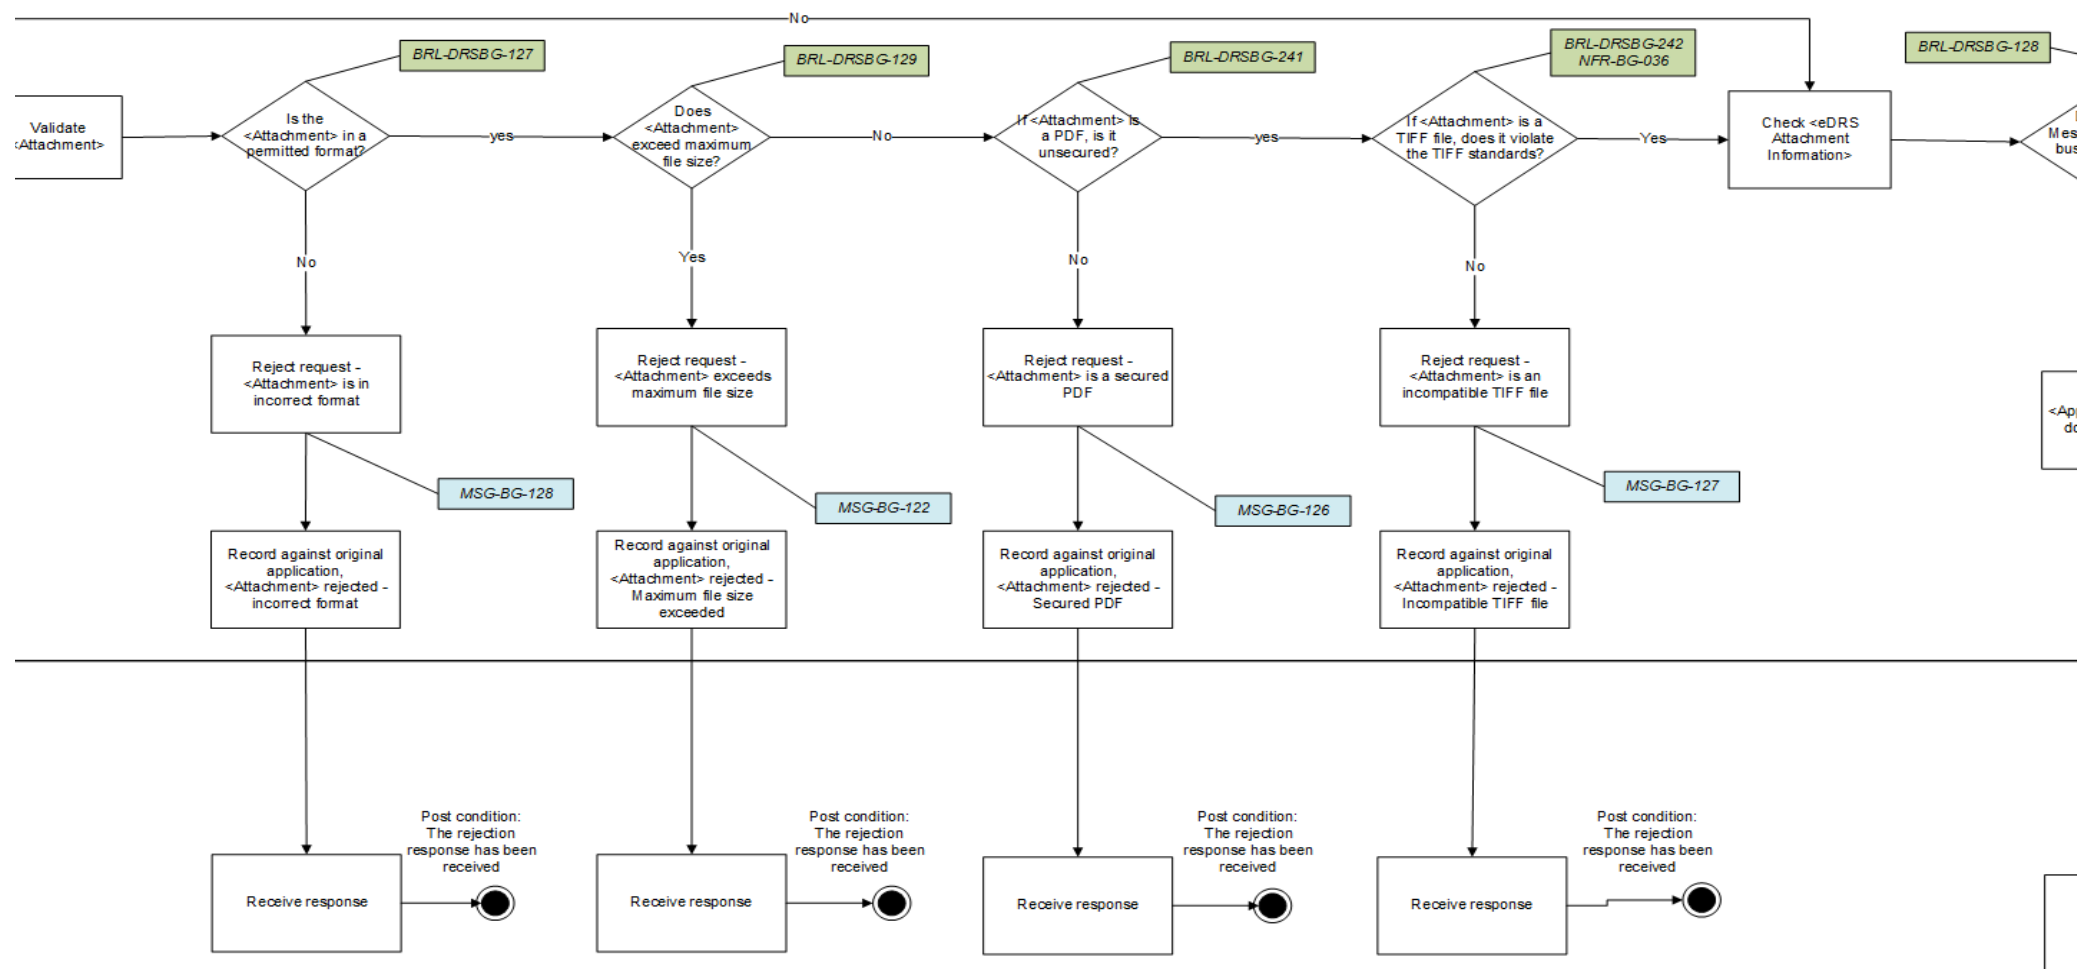 No
BRL-DRSBG-127
BRL-DRSBG-129
BRL-DRSBG-241
BRL-DRSBG-242
NFR-BG-036
BRL-DRSBG-128
Validate
<Attachment>
Is the
<Attachment> in a
permitted format?
yes
Does
<Attachment>
exceed maximum
file size?
No
If <Attachment> is
a PDF, is it
unsecured?
yes
If <Attachment> is a
TIFF file, does it violate
the TIFF standards?
Yes
Check <eDRS
Attachment
Information>
Mes
bus
No
Yes
No
No
Reject request -
<Attachment> is in
incorrect format
Reject request -
<Attachment> exceeds
maximum file size
Reject request -
<Attachment> is a secured
PDF
Reject request -
<Attachment> is an
incompatible TIFF file
<App
do
MSG-BG-128
MSG-BG-122
MSG-BG-126
MSG-BG-127
Record against original
application,
<Attachment> rejected -
incorrect format
Record against original
application,
<Attachment> rejected -
Maximum file size
exceeded
Record against original
application,
<Attachment> rejected -
Secured PDF
Record against original
application,
<Attachment> rejected -
Incompatible TIFF file
Post condition:
The rejection
response has been
received
Post condition:
The rejection
response has been
received
Post condition:
The rejection
response has been
received
Post condition:
The rejection
response has been
received
Receive response
Receive response
Receive response
Receive response